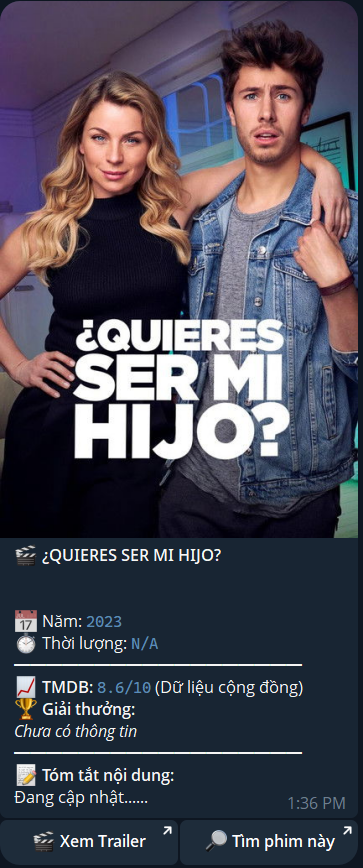 ¿QUIERES
SER MI
HIJO?
¿QUIERES SER MI HIJO?
17
Năm: 2023
Thời lượng: N/A
TMDB: 8.6/10 (Dữ liệu cộng đồng)
Giải thưởng:
Chưa có thông tin
Tóm tắt nội dung:
Đang cập nhật......
1:36 PM
Xem Trailer
Tìm phim này